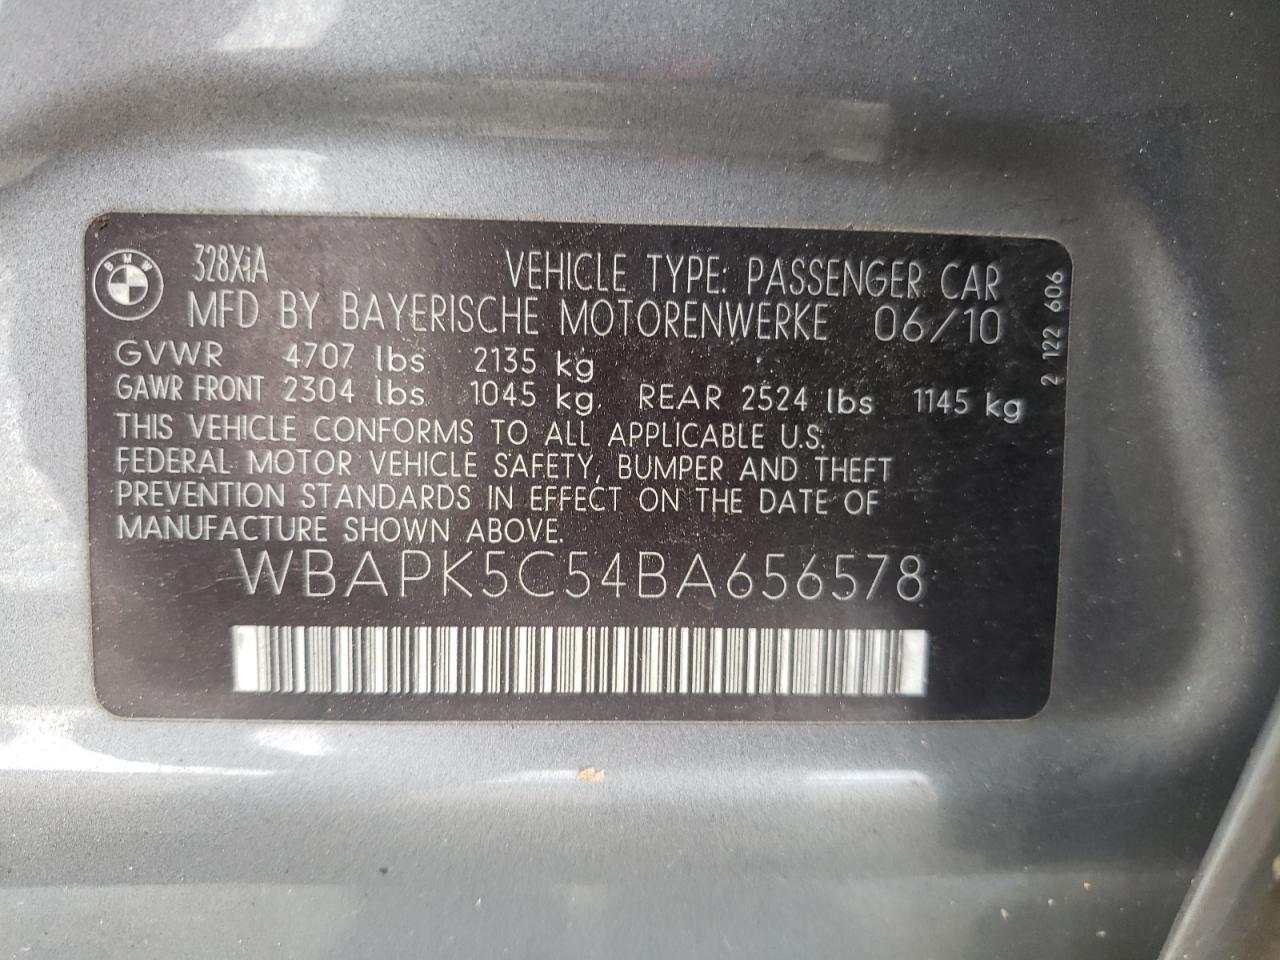 BMW
328XiA VEHICLE TYPE: PASSENGER CAR
MFD BY BAYERISCHE MOTORENWERKE 06/10
GVWR 4707 lbs 2135 kg
GAWR FRONT 2304 lbs 1045 kg REAR 2524 lbs 1145 kg
THIS VEHICLE CONFORMS TO ALL APPLICABLE U.S.
FEDERAL MOTOR VEHICLE SAFETY, BUMPER AND THEFT
PREVENTION STANDARDS IN EFFECT ON THE DATE OF
MANUFACTURE SHOWN ABOVE.
WBAPK5C54BA656578
2 122 606